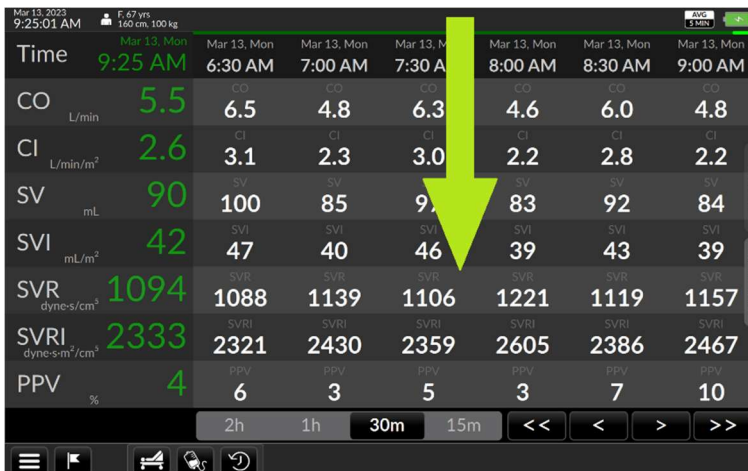 Mar 13, 2023
9:25:01 AM
F, 67 yrs
160 cm, 100 kg
AVG
5 MIN
Time Mar 13, Mon 9:25 AM
Mar 13, Mon Mar 13, Mon Mar 13, Mar 13, Mon Mar 13, Mon Mar 13, Mon
6:30 AM 7:00 AM 7:30 8:00 AM 8:30 AM 9:00 AM
CO L/min 5.5
CO CO CO CO CO CO
6.5 4.8 6.3 4.6 6.0 4.8
CI L/min/m² 2.6
CI CI CI CI CI CI
3.1 2.3 3.0 2.2 2.8 2.2
SV mL 90
SV SV SV SV SV SV
100 85 83 92 84
SVI mL/m² 42
SVI SVI SVI SVI SVI SVI
47 40 46 39 43 39
SVR dyne·s/cm⁵ 1094
SVR SVR SVR SVR SVR SVR
1088 1139 1106 1221 1119 1157
SVRI dyne·s·m²/cm⁵ 2333
SVRI SVRI SVRI SVRI SVRI SVRI
2321 2430 2359 2605 2386 2467
PPV % 4
PPV PPV PPV PPV PPV PPV
6 3 5 3 7 10
2h 1h 30m 15m << < > >>